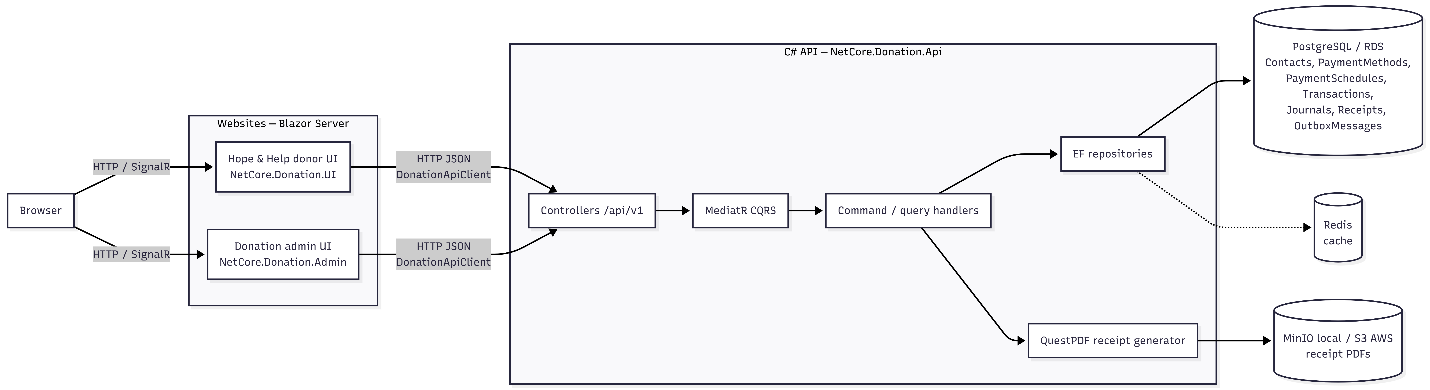 Browser
HTTP / SignalR
HTTP / SignalR
Websites — Blazor Server
Hope & Help donor UI
NetCore.Donation.UI
Donation admin UI
NetCore.Donation.Admin
HTTP JSON
DonationApiClient
HTTP JSON
DonationApiClient
C# API — NetCore.Donation.Api
Controllers /api/v1
MediatR CQRS
Command / query handlers
EF repositories
QuestPDF receipt generator
PostgreSQL / RDS
Contacts, PaymentMethods,
PaymentSchedules,
Transactions,
Journals, Receipts,
OutboxMessages
Redis
cache
MinIO local / S3 AWS
receipt PDFs